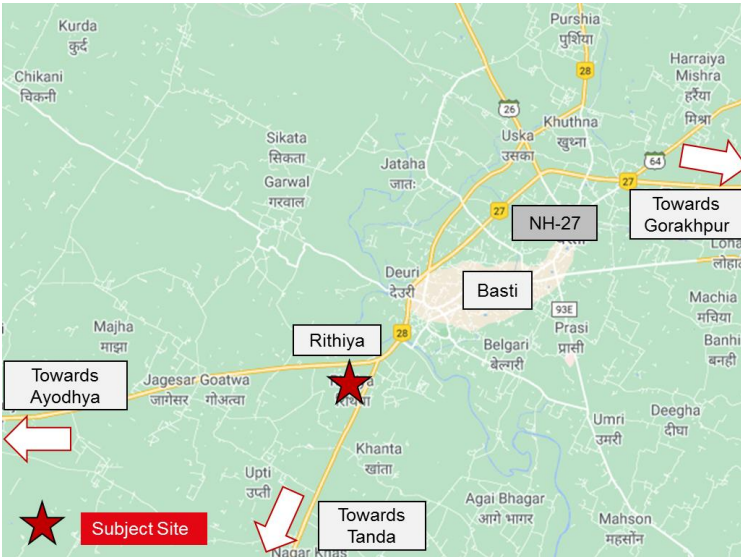 Kurda
कुर्द
Chikani
चिकनी
Purshia
पुर्शिया
28
Harraiya
Mishra
हर्रैया
मिश्रा
26
Khuthna
खुथ्ना
Uska
उसका
Sikata
सिकता
Garwal
गरवाल
Jataha
जातः
64
27
Towards
Gorakhpur
27
NH-27
Deuri
देउरी
Basti
Machia
मचिया
93E
Prasi
प्रासी
Banhi
बनही
28
Majha
माझा
Rithiya
Belgari
बेल्गरी
Towards
Ayodhya
Jagesar
जागेसर
Goatwa
गोअत्वा
Deegha
दीघा
Umri
उमरी
Khanta
खांता
Upti
उप्ती
Agai Bhagar
आगे भागर
Towards
Tanda
Mahson
महसोंन
Subject Site
Nagar Khas